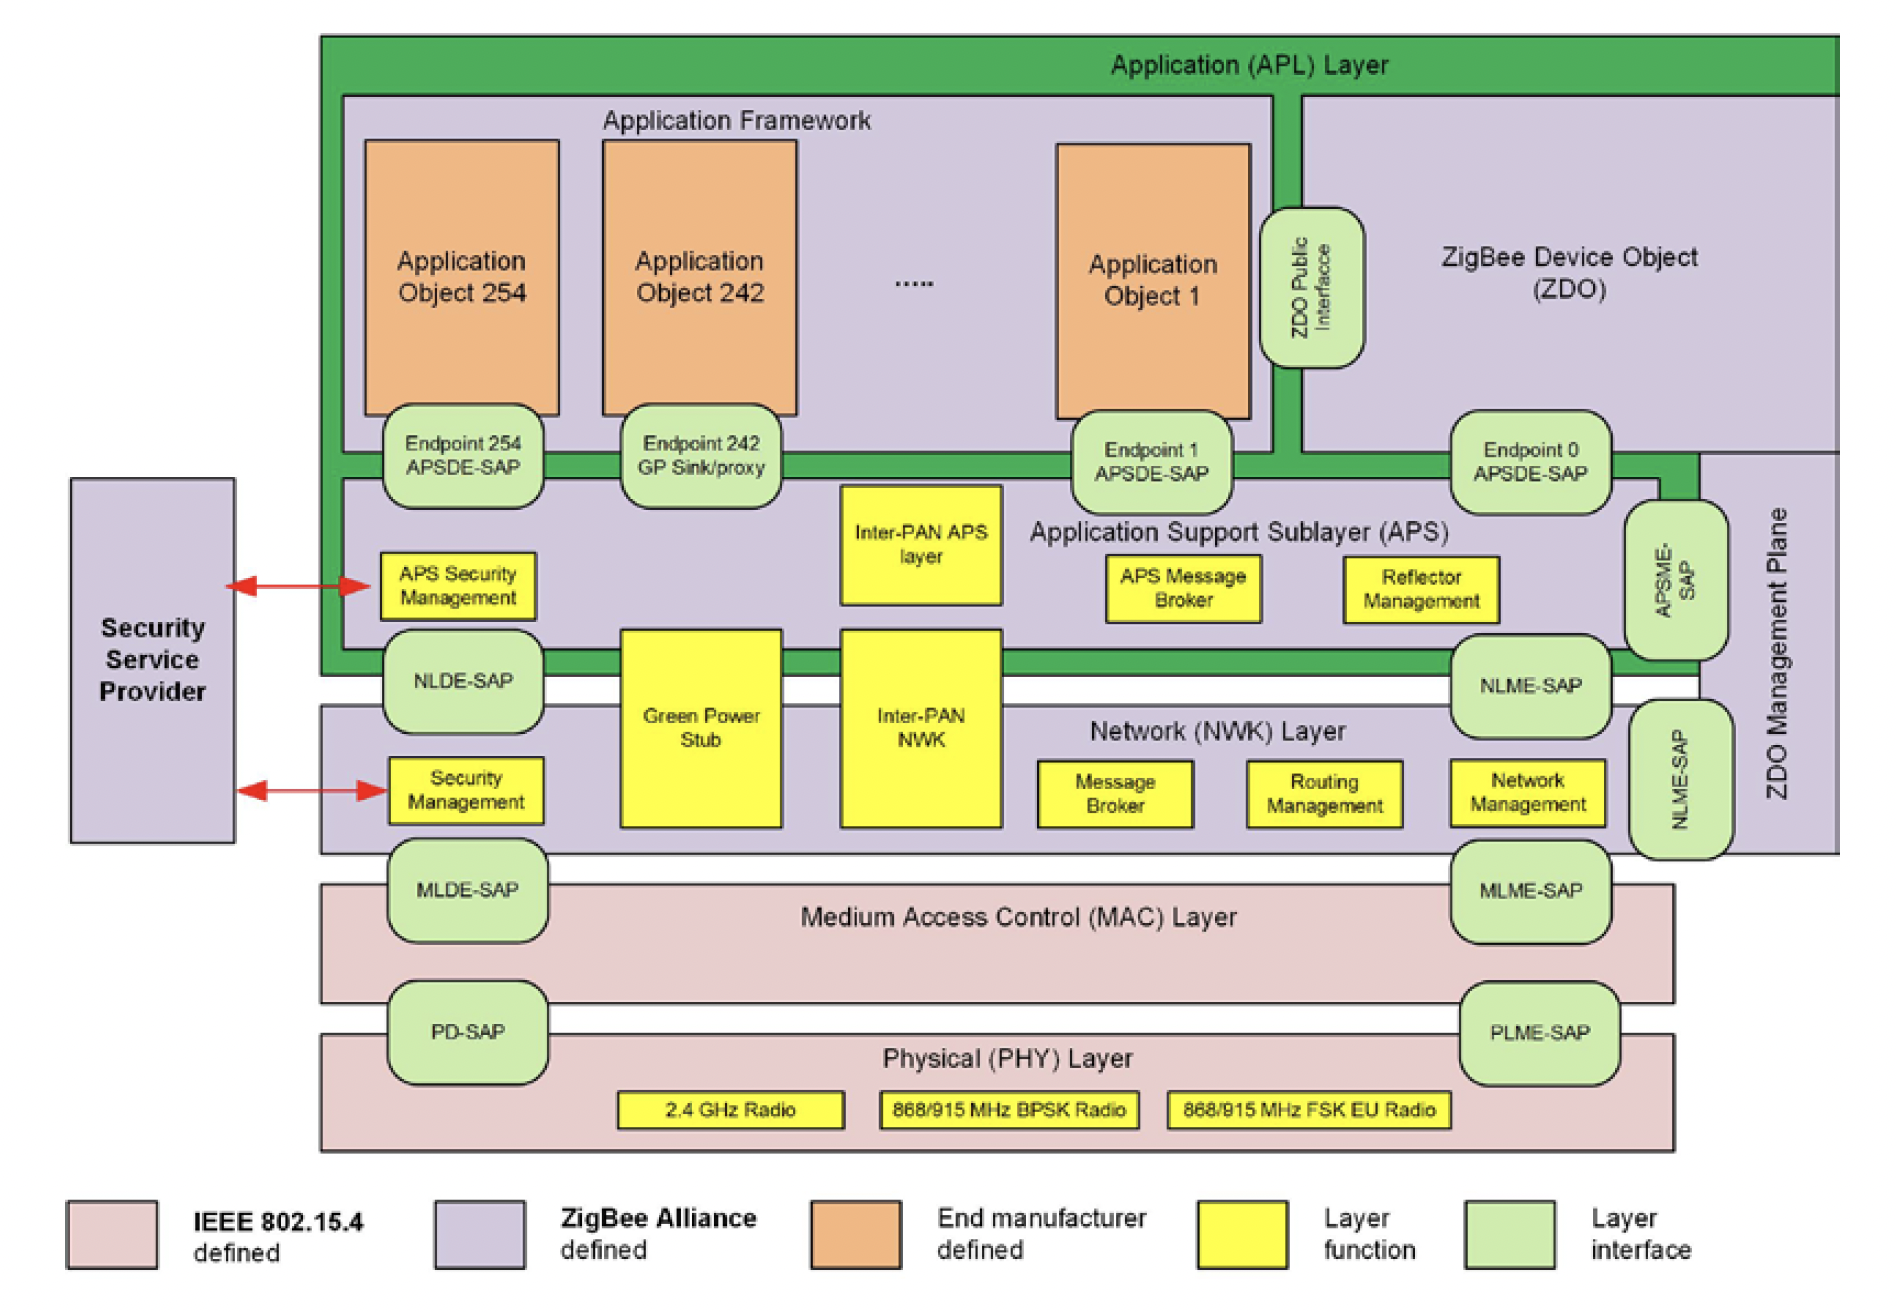 Application (APL) Layer
Application Framework
Application
Object 254
Application
Object 242
.....
Application
Object 1
ZDO Public
Interfacce
ZigBee Device Object
(ZDO)
Endpoint 254
APSDE-SAP
Endpoint 242
GP Sink/proxy
Endpoint 1
APSDE-SAP
Endpoint 0
APSDE-SAP
Security
Service
Provider
Inter-PAN APS
layer
Application Support Sublayer (APS)
APS Security
Management
APS Message
Broker
Reflector
Management
APSME-
SAP
ZDO Management Plane
NLDE-SAP
NLME-SAP
Green Power
Stub
Inter-PAN
NWK
Network (NWK) Layer
Security
Management
Message
Broker
Routing
Management
Network
Management
NLME-SAP
MLDE-SAP
Medium Access Control (MAC) Layer
MLME-SAP
PD-SAP
PLME-SAP
Physical (PHY) Layer
2.4 GHz Radio
868/915 MHz BPSK Radio
868/915 MHz FSK EU Radio
IEEE 802.15.4
defined
ZigBee Alliance
defined
End manufacturer
defined
Layer
function
Layer
interface